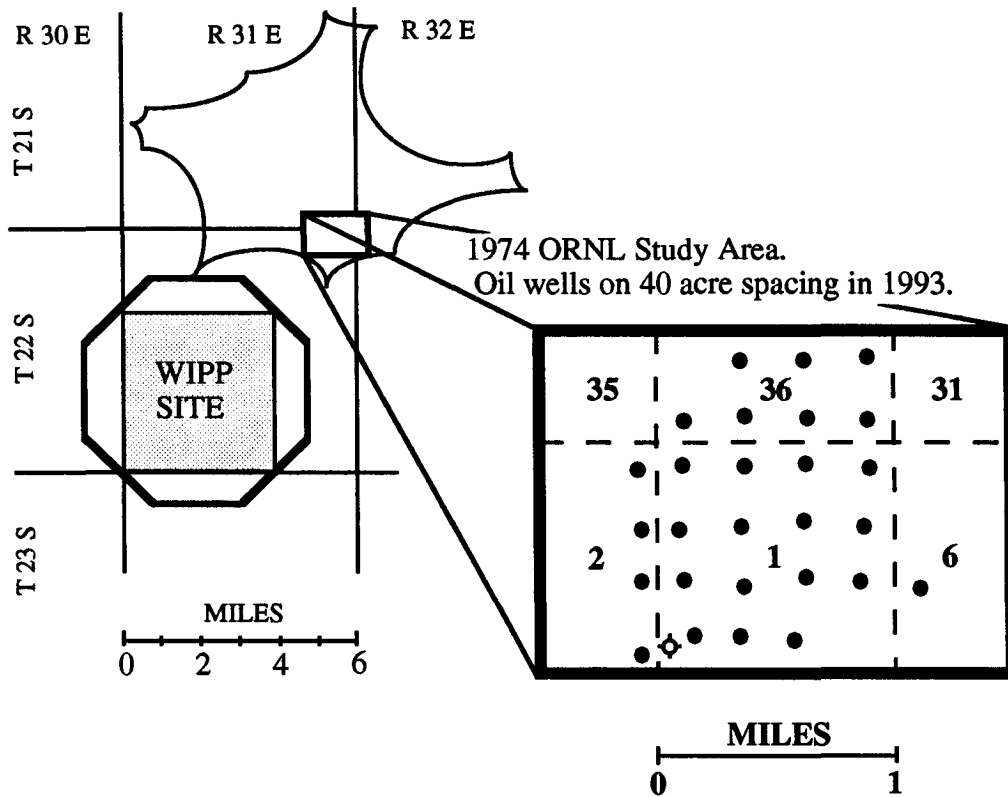 R 30 E
R 31 E
R 32 E
T 21 S
1974 ORNL Study Area.
Oil wells on 40 acre spacing in 1993.
T 22 S
WIPP
SITE
35
36
31
2
1
6
T 23 S
MILES
0
2
4
6
MILES
0
1